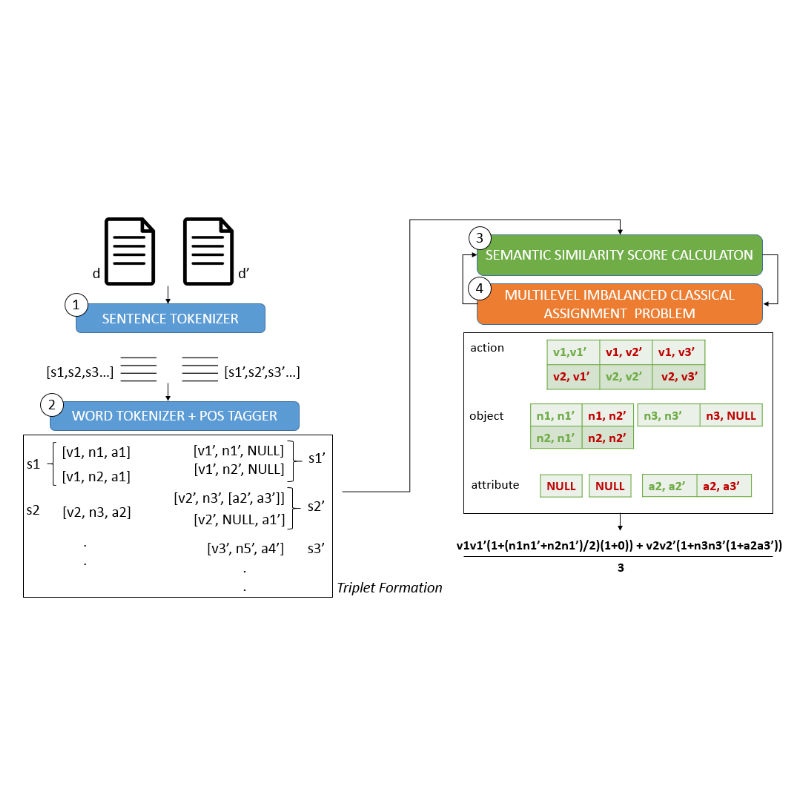 d
d’
1
SENTENCE TOKENIZER
[s1,s2,s3...]
[s1’,s2’,s3’...]
2
WORD TOKENIZER + POS TAGGER
s1
[v1, n1, a1]
[v1, n2, a1]
s2
[v2, n3, a2]
.
.
[v1’, n1’, NULL]
[v1’, n2’, NULL]
s1’
[v2’, n3’, [a2’, a3’]]
[v2’, NULL, a1’]
s2’
[v3’, n5’, a4’]
s3’
.
.
Triplet Formation
3
SEMANTIC SIMILARITY SCORE CALCULATON
4
MULTILEVEL IMBALANCED CLASSICAL
ASSIGNMENT PROBLEM
action
v1,v1’ v1, v2’ v1, v3’
v2, v1’ v2, v2’ v2, v3’
object
n1, n1’ n1, n2’ n3, n3’ n3, NULL
n2, n1’ n2, n2’
attribute
NULL NULL a2, a2’ a2, a3’
v1v1’(1+(n1n1’+n2n1’)/2)(1+0)) + v2v2’(1+n3n3’(1+a2a3’))
3